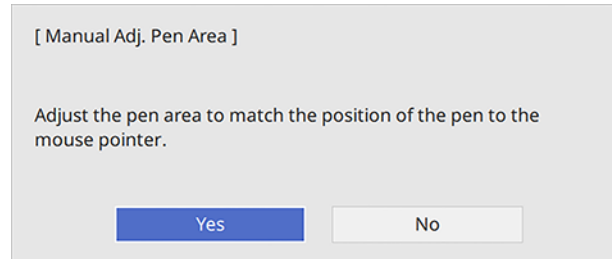 [ Manual Adj. Pen Area ]
Adjust the pen area to match the position of the pen to the
mouse pointer.
Yes
No